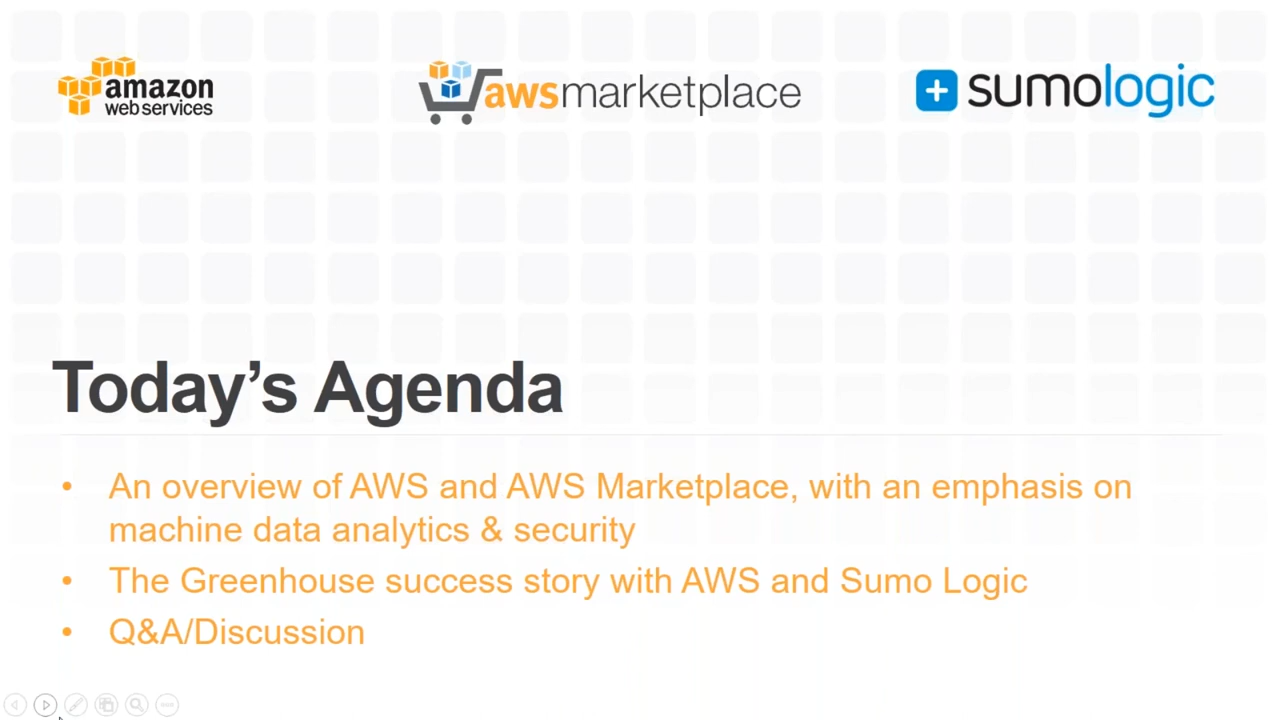 amazon
web services
awsmarketplace
sumologic
Today's Agenda
• An overview of AWS and AWS Marketplace, with an emphasis on
machine data analytics & security
• The Greenhouse success story with AWS and Sumo Logic
• Q&A/Discussion